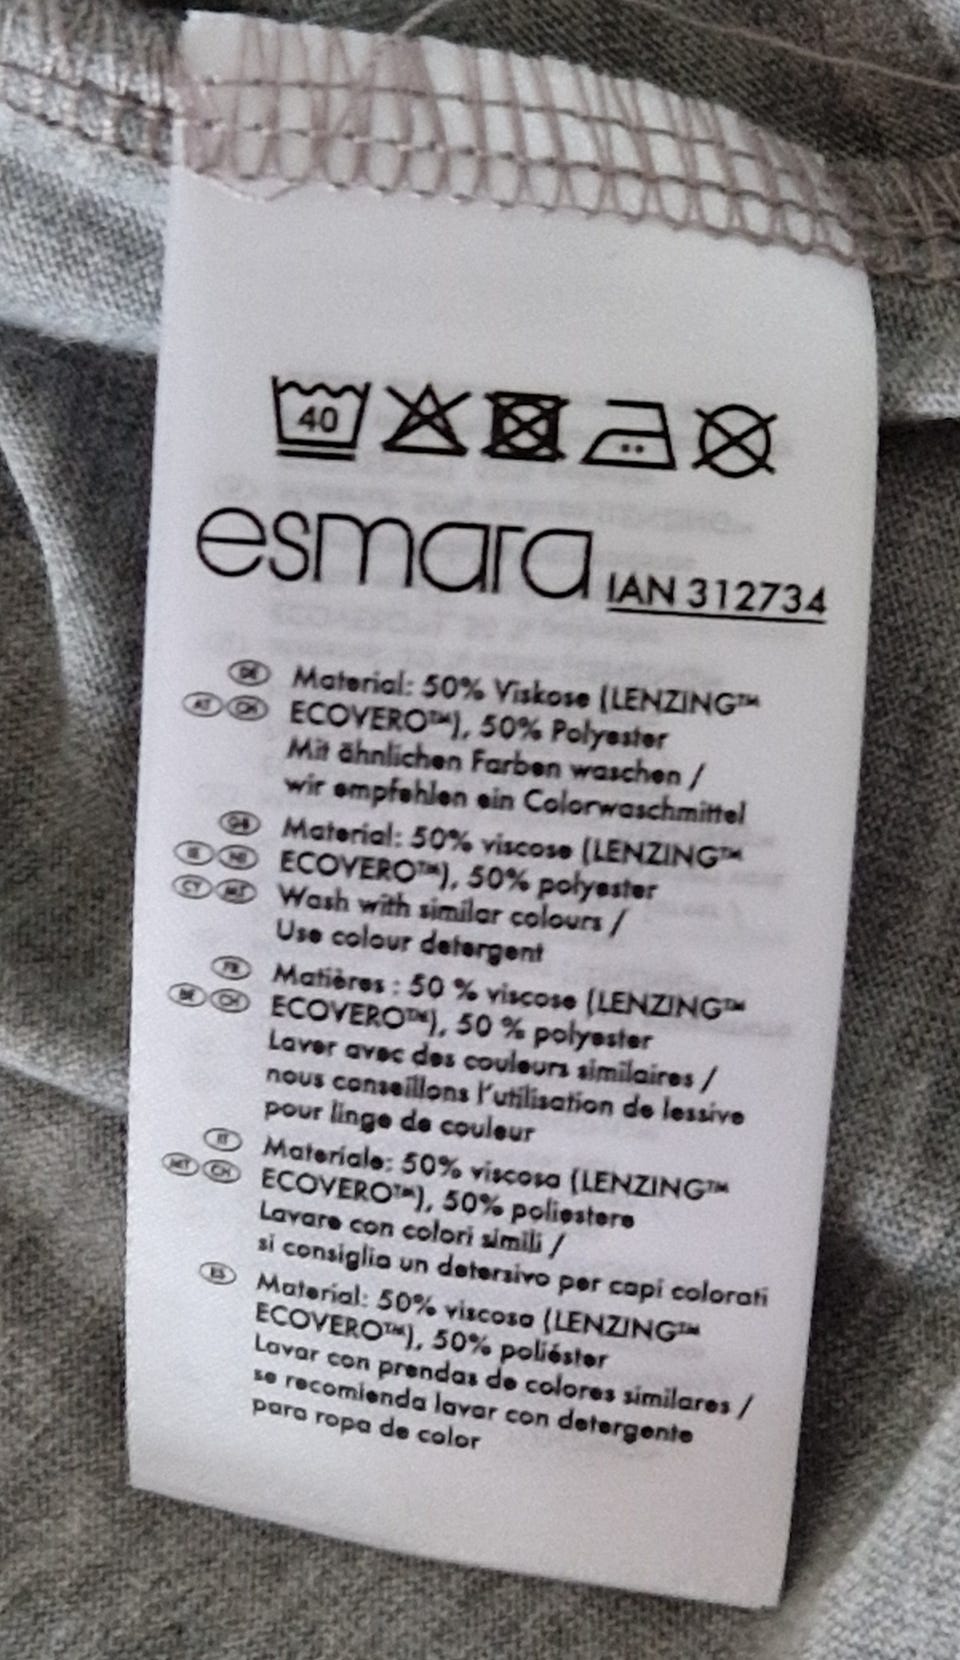 40
esmara IAN 312734
DE Material: 50% Viskose (LENZING™
AT CH ECOVERO™), 50% Polyester
Mit ähnlichen Farben waschen /
wir empfehlen ein Colorwaschmittel
GB Material: 50% viscose (LENZING™
IE NI ECOVERO™), 50% polyester
CY MT Wash with similar colours /
Use colour detergent
FR Matières : 50 % viscose (LENZING™
BE CH ECOVERO™), 50 % polyester
Laver avec des couleurs similaires /
nous conseillons l'utilisation de lessive
pour linge de couleur
IT Materiale: 50% viscosa (LENZING™
MT CH ECOVERO™), 50% poliestere
Lavare con colori simili /
si consiglia un detersivo per capi colorati
ES Material: 50% viscosa (LENZING™
ECOVERO™), 50% poliéster
Lavar con prendas de colores similares /
se recomienda lavar con detergente
para ropa de color